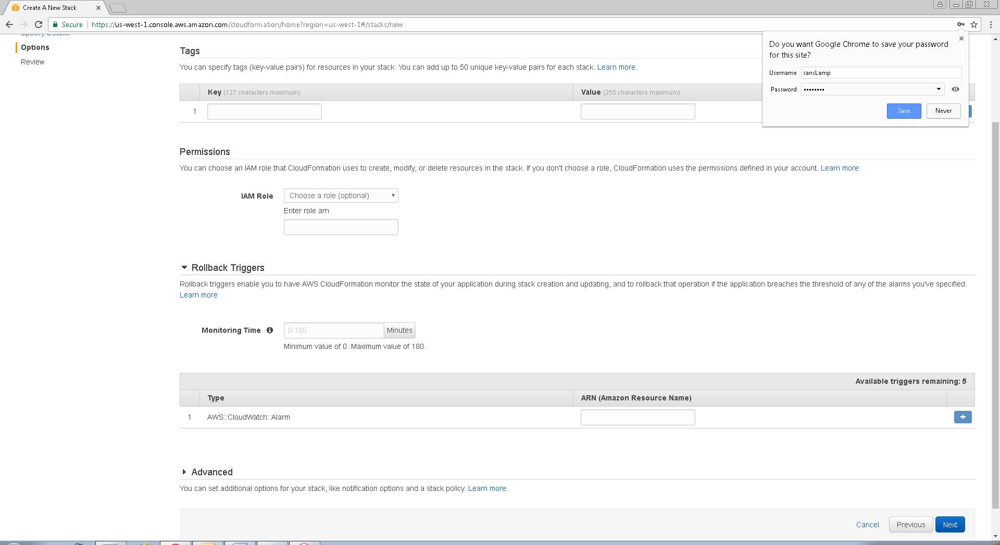 Create A New Stack
Secure https://us-west-1.console.aws.amazon.com/cloudformation/home?region=us-west-1#/stacks/new
Specify Details
Options
Review
Do you want Google Chrome to save your password
for this site?
Username sansLamp
Password ••••••••
Save Never
Tags
You can specify tags (key-value pairs) for resources in your stack. You can add up to 50 unique key-value pairs for each stack. Learn more.
Key (127 characters maximum) Value (255 characters maximum)
1
Permissions
You can choose an IAM role that CloudFormation uses to create, modify, or delete resources in the stack. If you don't choose a role, CloudFormation uses the permissions defined in your account. Learn more.
IAM Role Choose a role (optional)
Enter role arn
Rollback Triggers
Rollback triggers enable you to have AWS CloudFormation monitor the state of your application during stack creation and updating, and to rollback that operation if the application breaches the threshold of any of the alarms you've specified.
Learn more
Monitoring Time 0-180 Minutes
Minimum value of 0. Maximum value of 180.
Available triggers remaining: 5
Type ARN (Amazon Resource Name)
1 AWS::CloudWatch::Alarm +
Advanced
You can set additional options for your stack, like notification options and a stack policy. Learn more.
Cancel Previous Next